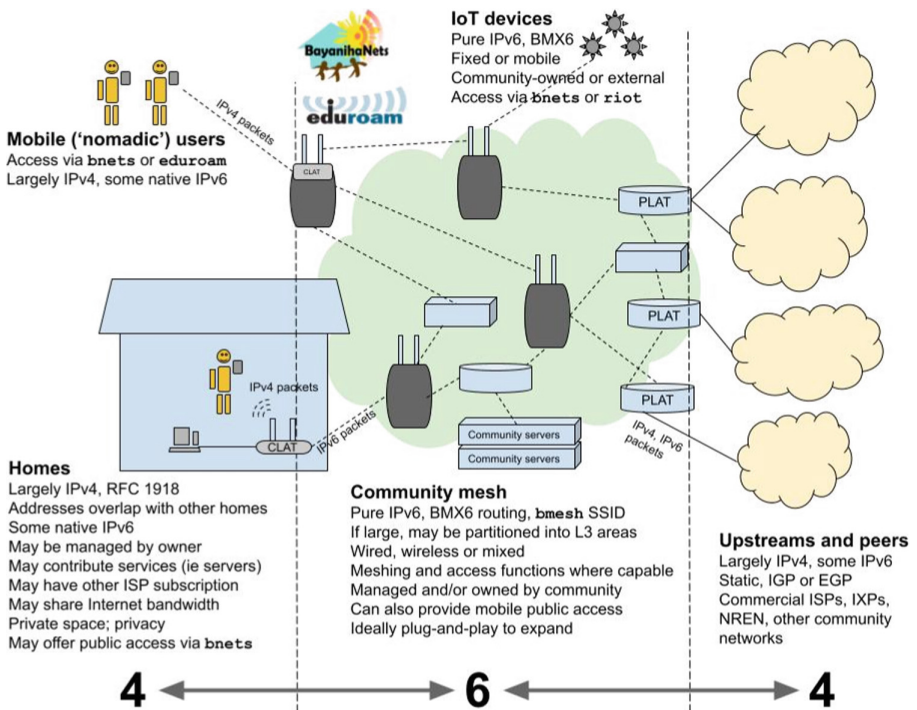 BayanihaNets
eduroam
IoT devices
Pure IPv6, BMX6
Fixed or mobile
Community-owned or external
Access via bnets or riot
IPv4 packets
Mobile (‘nomadic’) users
Access via bnets or eduroam
Largely IPv4, some native IPv6
CLAT
PLAT
PLAT
PLAT
IPv4 packets
CLAT
IPv6 packets
IPv4, IPv6
packets
Community servers
Community servers
Homes
Largely IPv4, RFC 1918
Addresses overlap with other homes
Some native IPv6
May be managed by owner
May contribute services (ie servers)
May have other ISP subscription
May share Internet bandwidth
Private space; privacy
May offer public access via bnets
Community mesh
Pure IPv6, BMX6 routing, bmesh SSID
If large, may be partitioned into L3 areas
Wired, wireless or mixed
Meshing and access functions where capable
Managed and/or owned by community
Can also provide mobile public access
Ideally plug-and-play to expand
Upstreams and peers
Largely IPv4, some IPv6
Static, IGP or EGP
Commercial ISPs, IXPs,
NREN, other community
networks
4 6 4